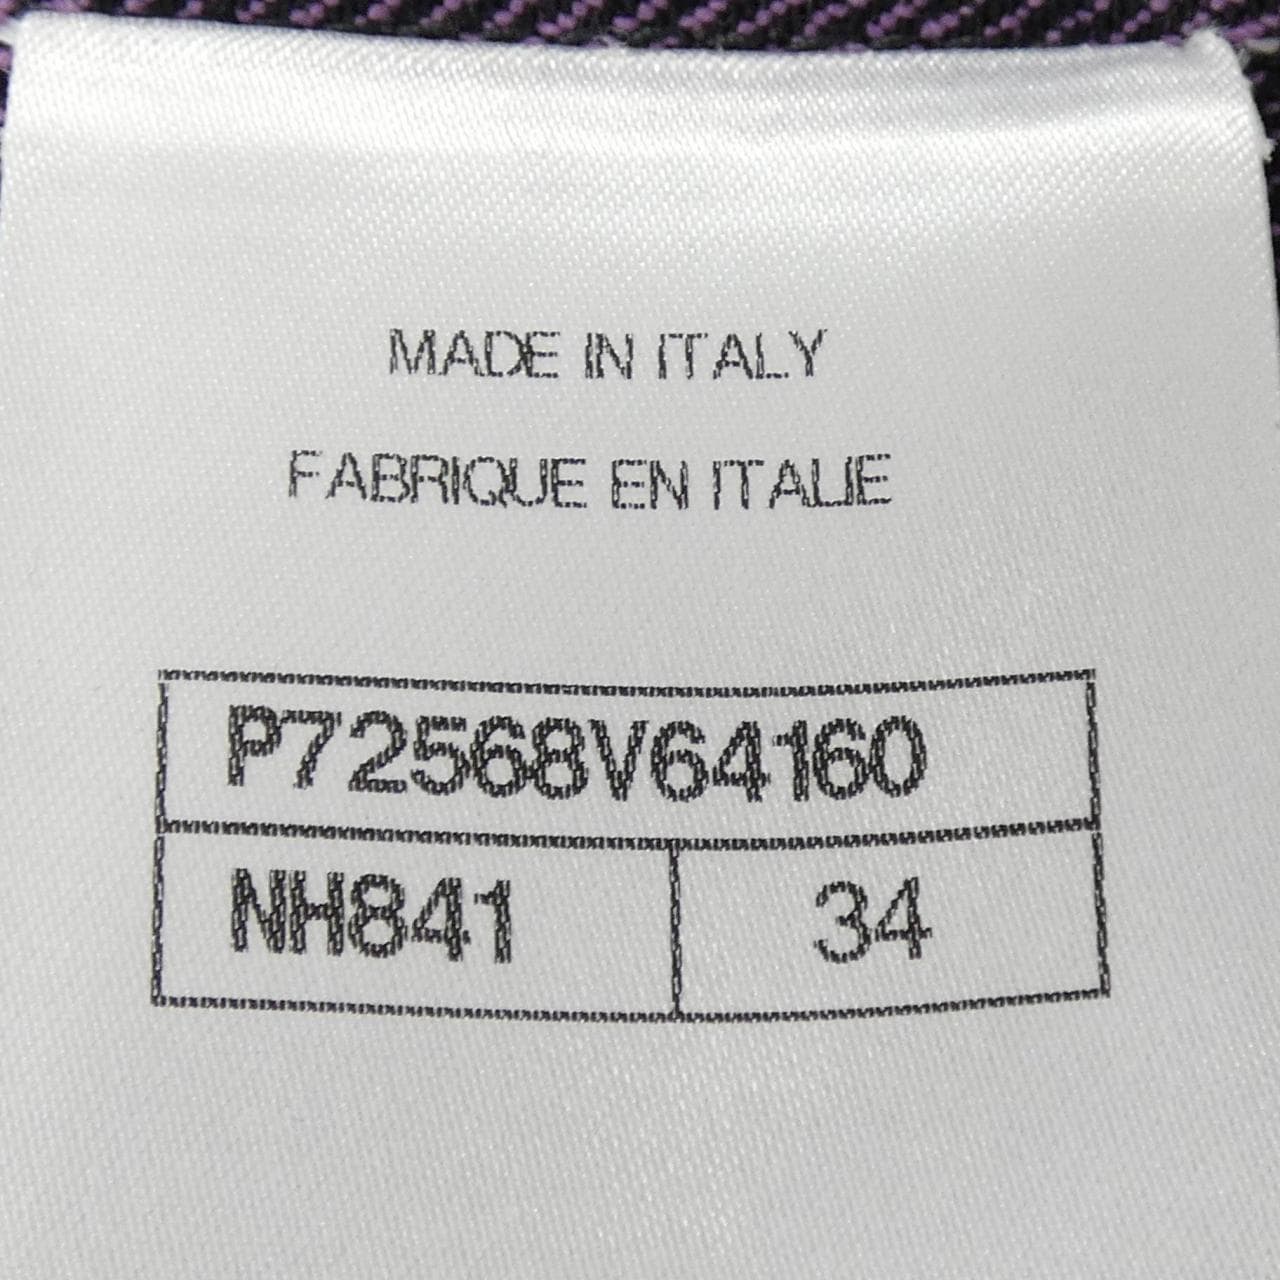 MADE IN ITALY
FABRIQUE EN ITALIE
P72568V64160
NH841 34